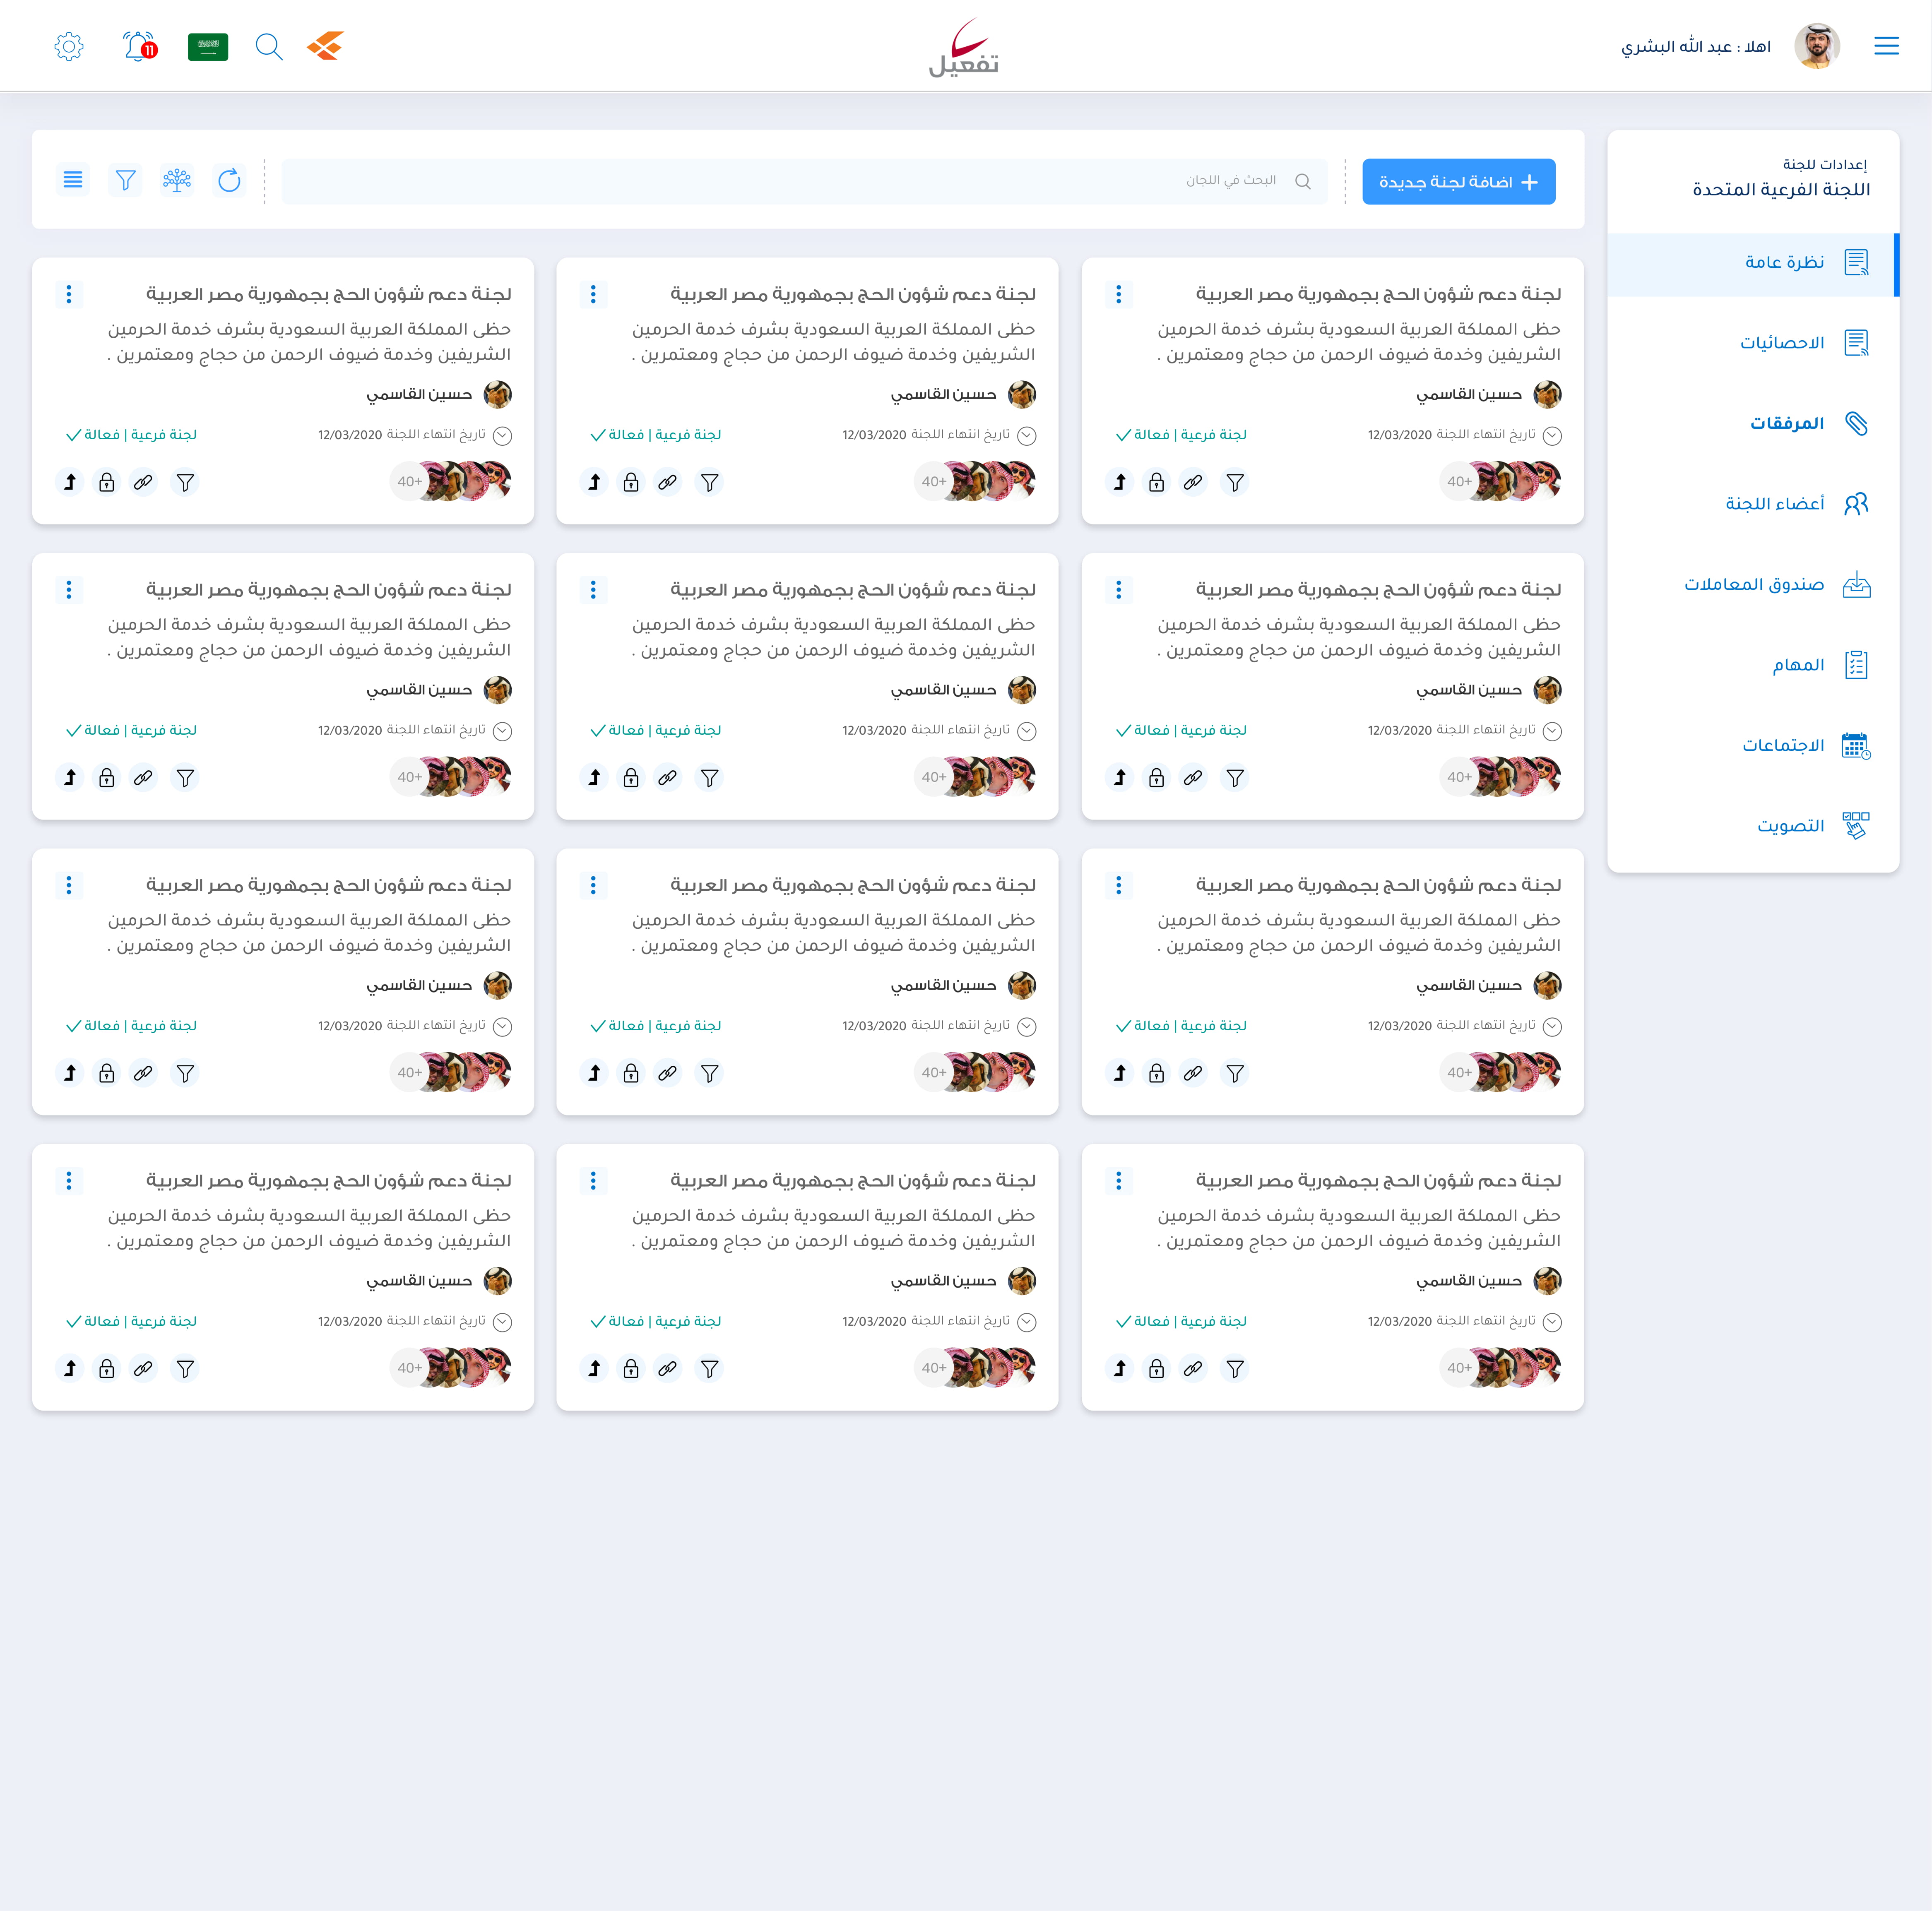 اهلا : عبد الله البشري
تفعيل
11
إعدادات للجنة
اللجنة الفرعية المتحدة
نظرة عامة
الاحصائيات
المرفقات
أعضاء اللجنة
صندوق المعاملات
المهام
الاجتماعات
التصويت
اضافة لجنة جديدة
البحث في اللجان
لجنة دعم شؤون الحج بجمهورية مصر العربية
حظى المملكة العربية السعودية بشرف خدمة الحرمين
الشريفين وخدمة ضيوف الرحمن من حجاج ومعتمرين .
حسين القاسمي
تاريخ انتهاء اللجنة 12/03/2020
لجنة فرعية | فعالة
40+
لجنة دعم شؤون الحج بجمهورية مصر العربية
حظى المملكة العربية السعودية بشرف خدمة الحرمين
الشريفين وخدمة ضيوف الرحمن من حجاج ومعتمرين .
حسين القاسمي
تاريخ انتهاء اللجنة 12/03/2020
لجنة فرعية | فعالة
40+
لجنة دعم شؤون الحج بجمهورية مصر العربية
حظى المملكة العربية السعودية بشرف خدمة الحرمين
الشريفين وخدمة ضيوف الرحمن من حجاج ومعتمرين .
حسين القاسمي
تاريخ انتهاء اللجنة 12/03/2020
لجنة فرعية | فعالة
40+
لجنة دعم شؤون الحج بجمهورية مصر العربية
حظى المملكة العربية السعودية بشرف خدمة الحرمين
الشريفين وخدمة ضيوف الرحمن من حجاج ومعتمرين .
حسين القاسمي
تاريخ انتهاء اللجنة 12/03/2020
لجنة فرعية | فعالة
40+
لجنة دعم شؤون الحج بجمهورية مصر العربية
حظى المملكة العربية السعودية بشرف خدمة الحرمين
الشريفين وخدمة ضيوف الرحمن من حجاج ومعتمرين .
حسين القاسمي
تاريخ انتهاء اللجنة 12/03/2020
لجنة فرعية | فعالة
40+
لجنة دعم شؤون الحج بجمهورية مصر العربية
حظى المملكة العربية السعودية بشرف خدمة الحرمين
الشريفين وخدمة ضيوف الرحمن من حجاج ومعتمرين .
حسين القاسمي
تاريخ انتهاء اللجنة 12/03/2020
لجنة فرعية | فعالة
40+
لجنة دعم شؤون الحج بجمهورية مصر العربية
حظى المملكة العربية السعودية بشرف خدمة الحرمين
الشريفين وخدمة ضيوف الرحمن من حجاج ومعتمرين .
حسين القاسمي
تاريخ انتهاء اللجنة 12/03/2020
لجنة فرعية | فعالة
40+
لجنة دعم شؤون الحج بجمهورية مصر العربية
حظى المملكة العربية السعودية بشرف خدمة الحرمين
الشريفين وخدمة ضيوف الرحمن من حجاج ومعتمرين .
حسين القاسمي
تاريخ انتهاء اللجنة 12/03/2020
لجنة فرعية | فعالة
40+
لجنة دعم شؤون الحج بجمهورية مصر العربية
حظى المملكة العربية السعودية بشرف خدمة الحرمين
الشريفين وخدمة ضيوف الرحمن من حجاج ومعتمرين .
حسين القاسمي
تاريخ انتهاء اللجنة 12/03/2020
لجنة فرعية | فعالة
40+
لجنة دعم شؤون الحج بجمهورية مصر العربية
حظى المملكة العربية السعودية بشرف خدمة الحرمين
الشريفين وخدمة ضيوف الرحمن من حجاج ومعتمرين .
حسين القاسمي
تاريخ انتهاء اللجنة 12/03/2020
لجنة فرعية | فعالة
40+
لجنة دعم شؤون الحج بجمهورية مصر العربية
حظى المملكة العربية السعودية بشرف خدمة الحرمين
الشريفين وخدمة ضيوف الرحمن من حجاج ومعتمرين .
حسين القاسمي
تاريخ انتهاء اللجنة 12/03/2020
لجنة فرعية | فعالة
40+
لجنة دعم شؤون الحج بجمهورية مصر العربية
حظى المملكة العربية السعودية بشرف خدمة الحرمين
الشريفين وخدمة ضيوف الرحمن من حجاج ومعتمرين .
حسين القاسمي
تاريخ انتهاء اللجنة 12/03/2020
لجنة فرعية | فعالة
40+